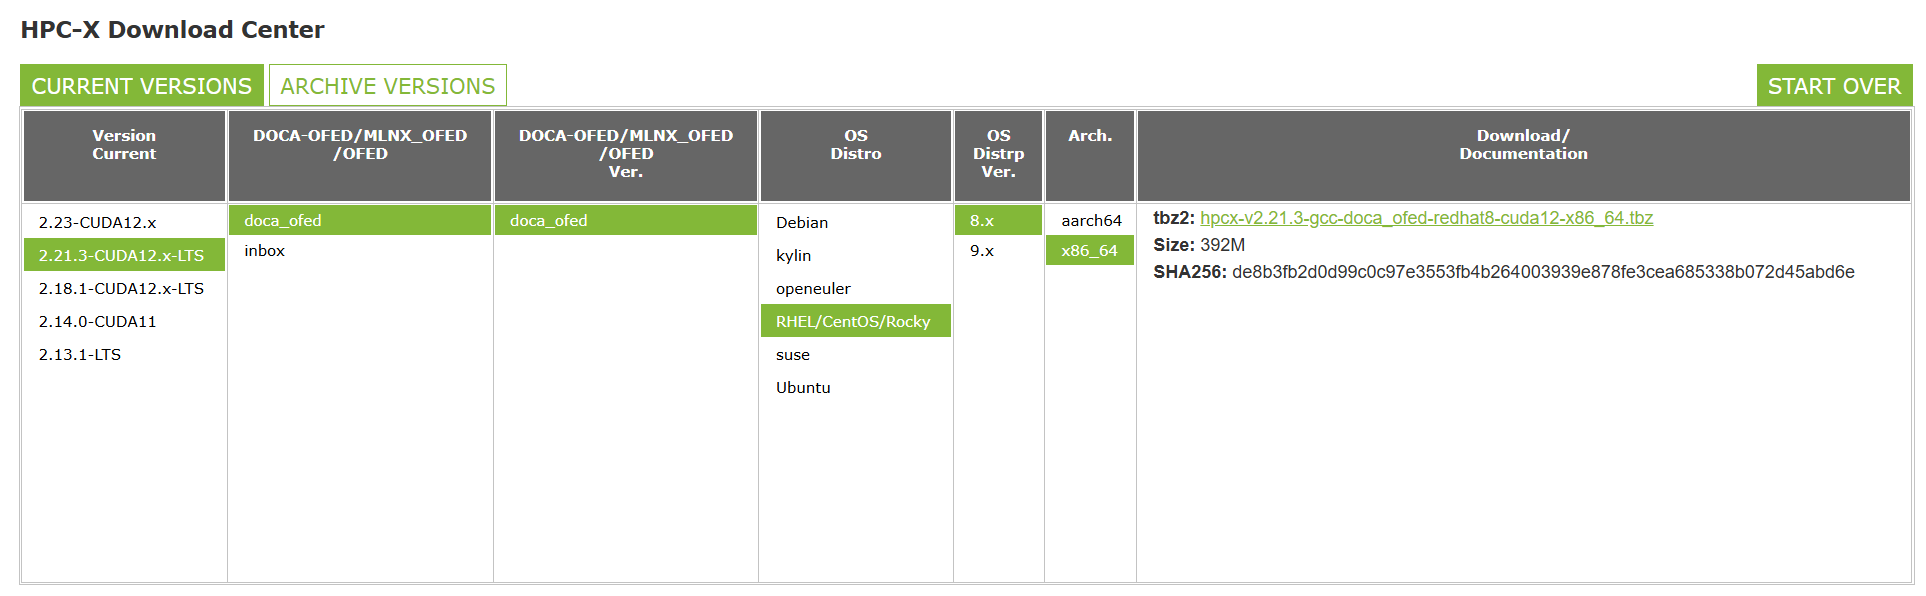 HPC-X Download Center
CURRENT VERSIONS
ARCHIVE VERSIONS
START OVER
Version
Current
DOCA-OFED/MLNX_OFED
/OFED
DOCA-OFED/MLNX_OFED
/OFED
Ver.
OS
Distro
OS
Distrp
Ver.
Arch.
Download/
Documentation
2.23-CUDA12.x
2.21.3-CUDA12.x-LTS
2.18.1-CUDA12.x-LTS
2.14.0-CUDA11
2.13.1-LTS
doca_ofed
inbox
doca_ofed
Debian
kylin
openeuler
RHEL/CentOS/Rocky
suse
Ubuntu
8.x
9.x
aarch64
x86_64
tbz2: hpcx-v2.21.3-gcc-doca_ofed-redhat8-cuda12-x86_64.tbz
Size: 392M
SHA256: de8b3fb2d0d99c0c97e3553fb4b264003939e878fe3cea685338b072d45abd6e